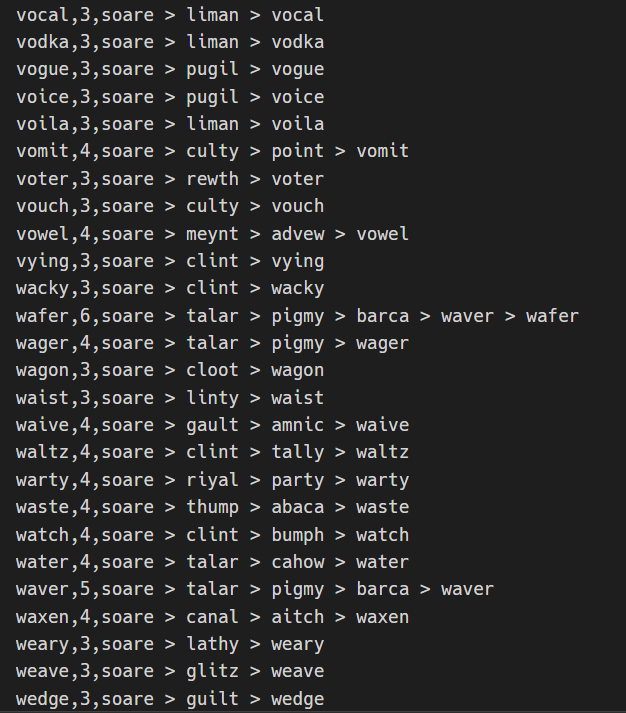 vocal,3,soare > liman > vocal
vodka,3,soare > liman > vodka
vogue,3,soare > pugil > vogue
voice,3,soare > pugil > voice
voila,3,soare > liman > voila
vomit,4,soare > culty > point > vomit
voter,3,soare > rewth > voter
vouch,3,soare > culty > vouch
vowel,4,soare > meynt > advew > vowel
vying,3,soare > clint > vying
wacky,3,soare > clint > wacky
wafer,6,soare > talar > pigmy > barca > waver > wafer
wager,4,soare > talar > pigmy > wager
wagon,3,soare > cloot > wagon
waist,3,soare > linty > waist
waive,4,soare > gault > amnic > waive
waltz,4,soare > clint > tally > waltz
warty,4,soare > riyal > party > warty
waste,4,soare > thump > abaca > waste
watch,4,soare > clint > bumph > watch
water,4,soare > talar > cahow > water
waver,5,soare > talar > pigmy > barca > waver
waxen,4,soare > canal > aitch > waxen
weary,3,soare > lathy > weary
weave,3,soare > glitz > weave
wedge,3,soare > guilt > wedge